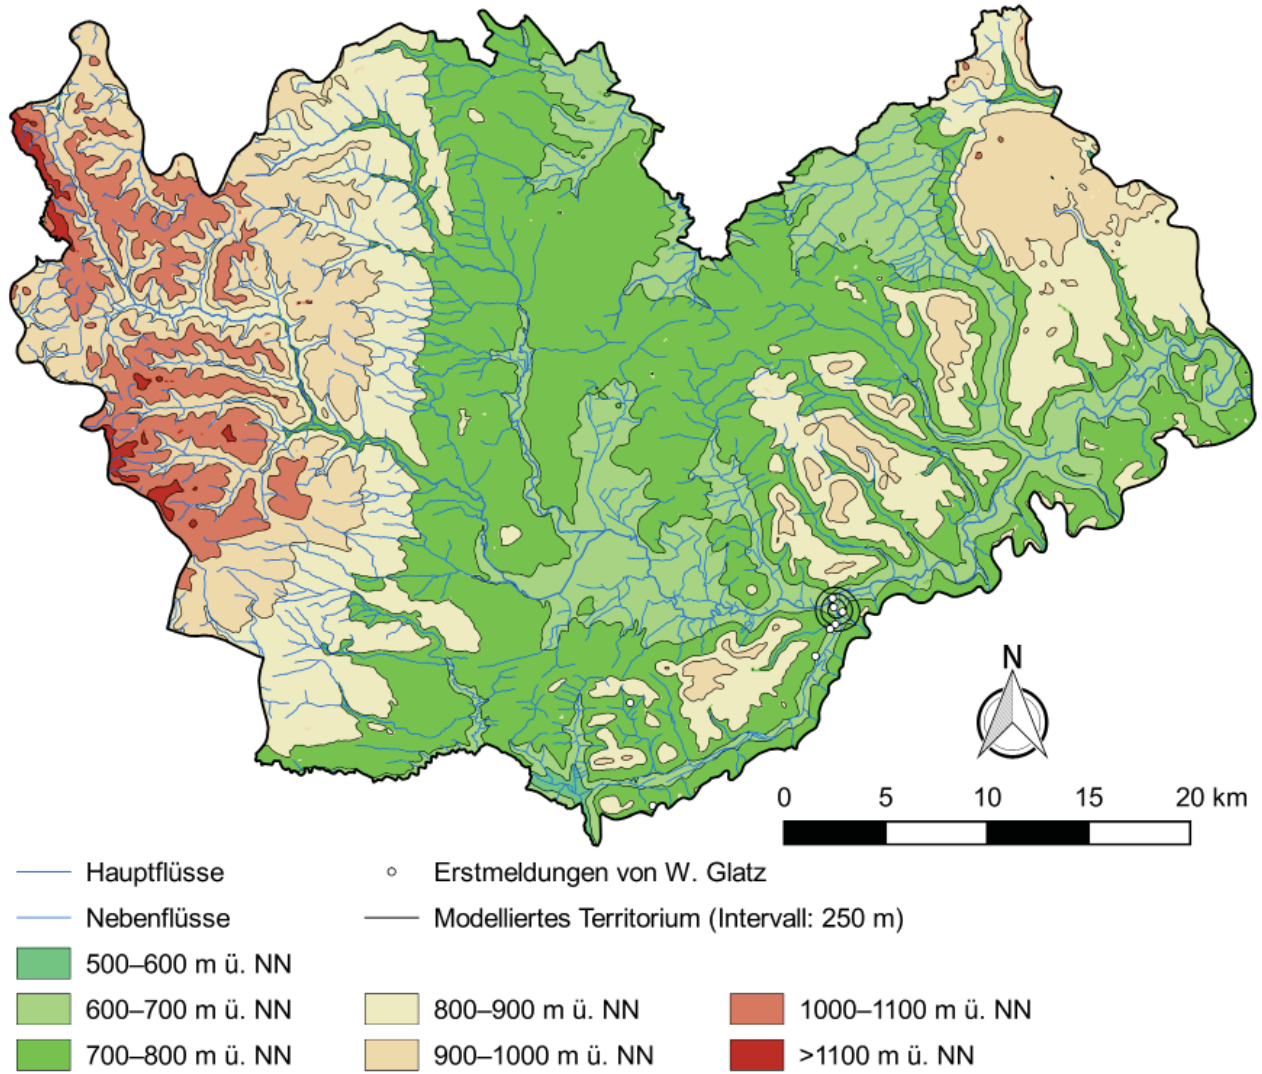 N
0 5 10 15 20 km
Hauptflüsse
Erstmeldungen von W. Glatz
Nebenflüsse
Modelliertes Territorium (Intervall: 250 m)
500–600 m ü. NN
600–700 m ü. NN
800–900 m ü. NN
1000–1100 m ü. NN
700–800 m ü. NN
900–1000 m ü. NN
>1100 m ü. NN